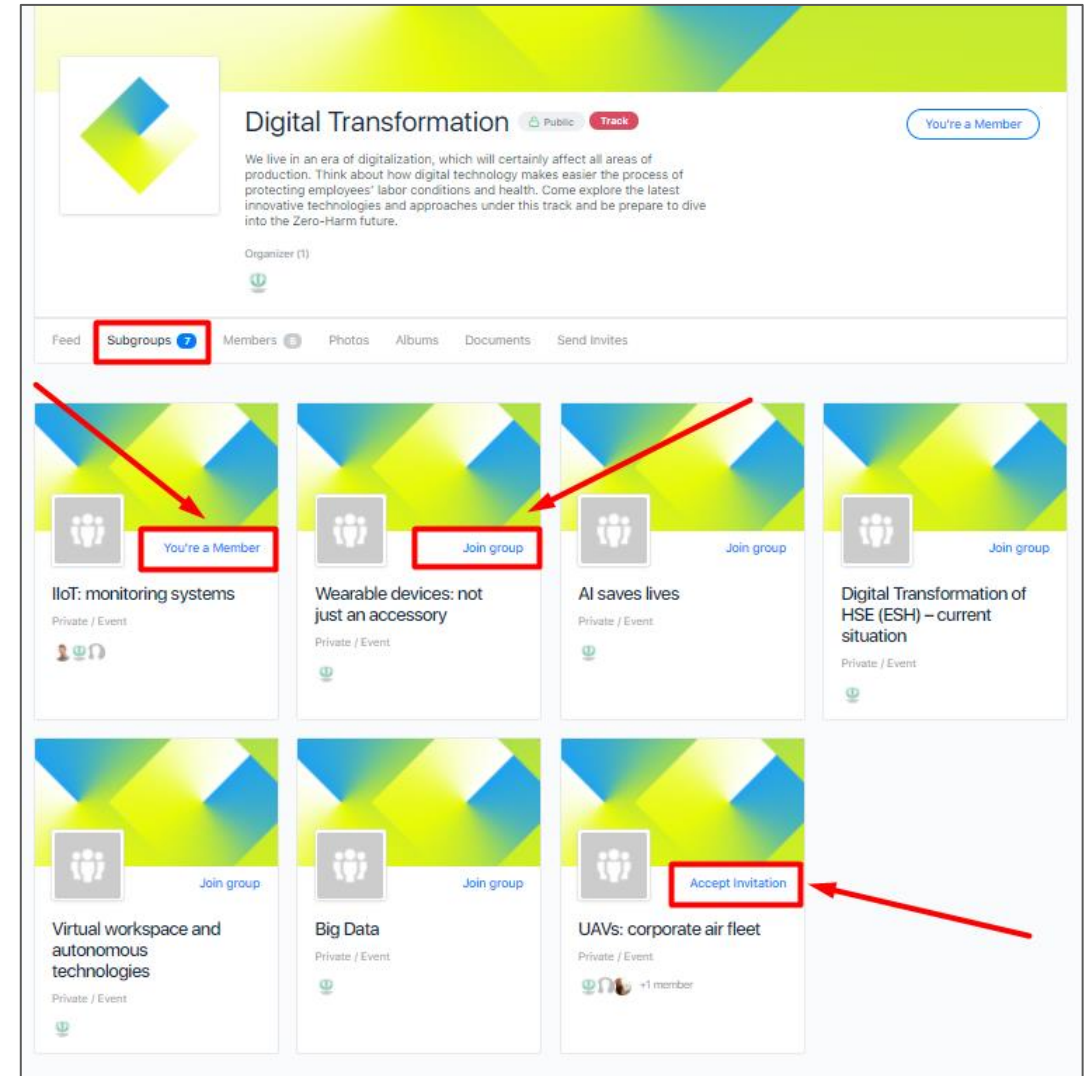 Digital Transformation Public Track
You're a Member
We live in an era of digitalization, which will certainly affect all areas of
production. Think about how digital technology makes easier the process of
protecting employees' labor conditions and health. Come explore the latest
innovative technologies and approaches under this track and be prepare to dive
into the Zero-Harm future.
Organizer (1)
Feed Subgroups 7 Members Photos Albums Documents Send Invites
You're a Member
IIoT: monitoring systems
Private / Event
Join group
Wearable devices: not
just an accessory
Private / Event
Join group
AI saves lives
Private / Event
Join group
Digital Transformation of
HSE (ESH) – current
situation
Private / Event
Join group
Virtual workspace and
autonomous
technologies
Private / Event
Join group
Big Data
Private / Event
Accept Invitation
UAVs: corporate air fleet
Private / Event
+1 member